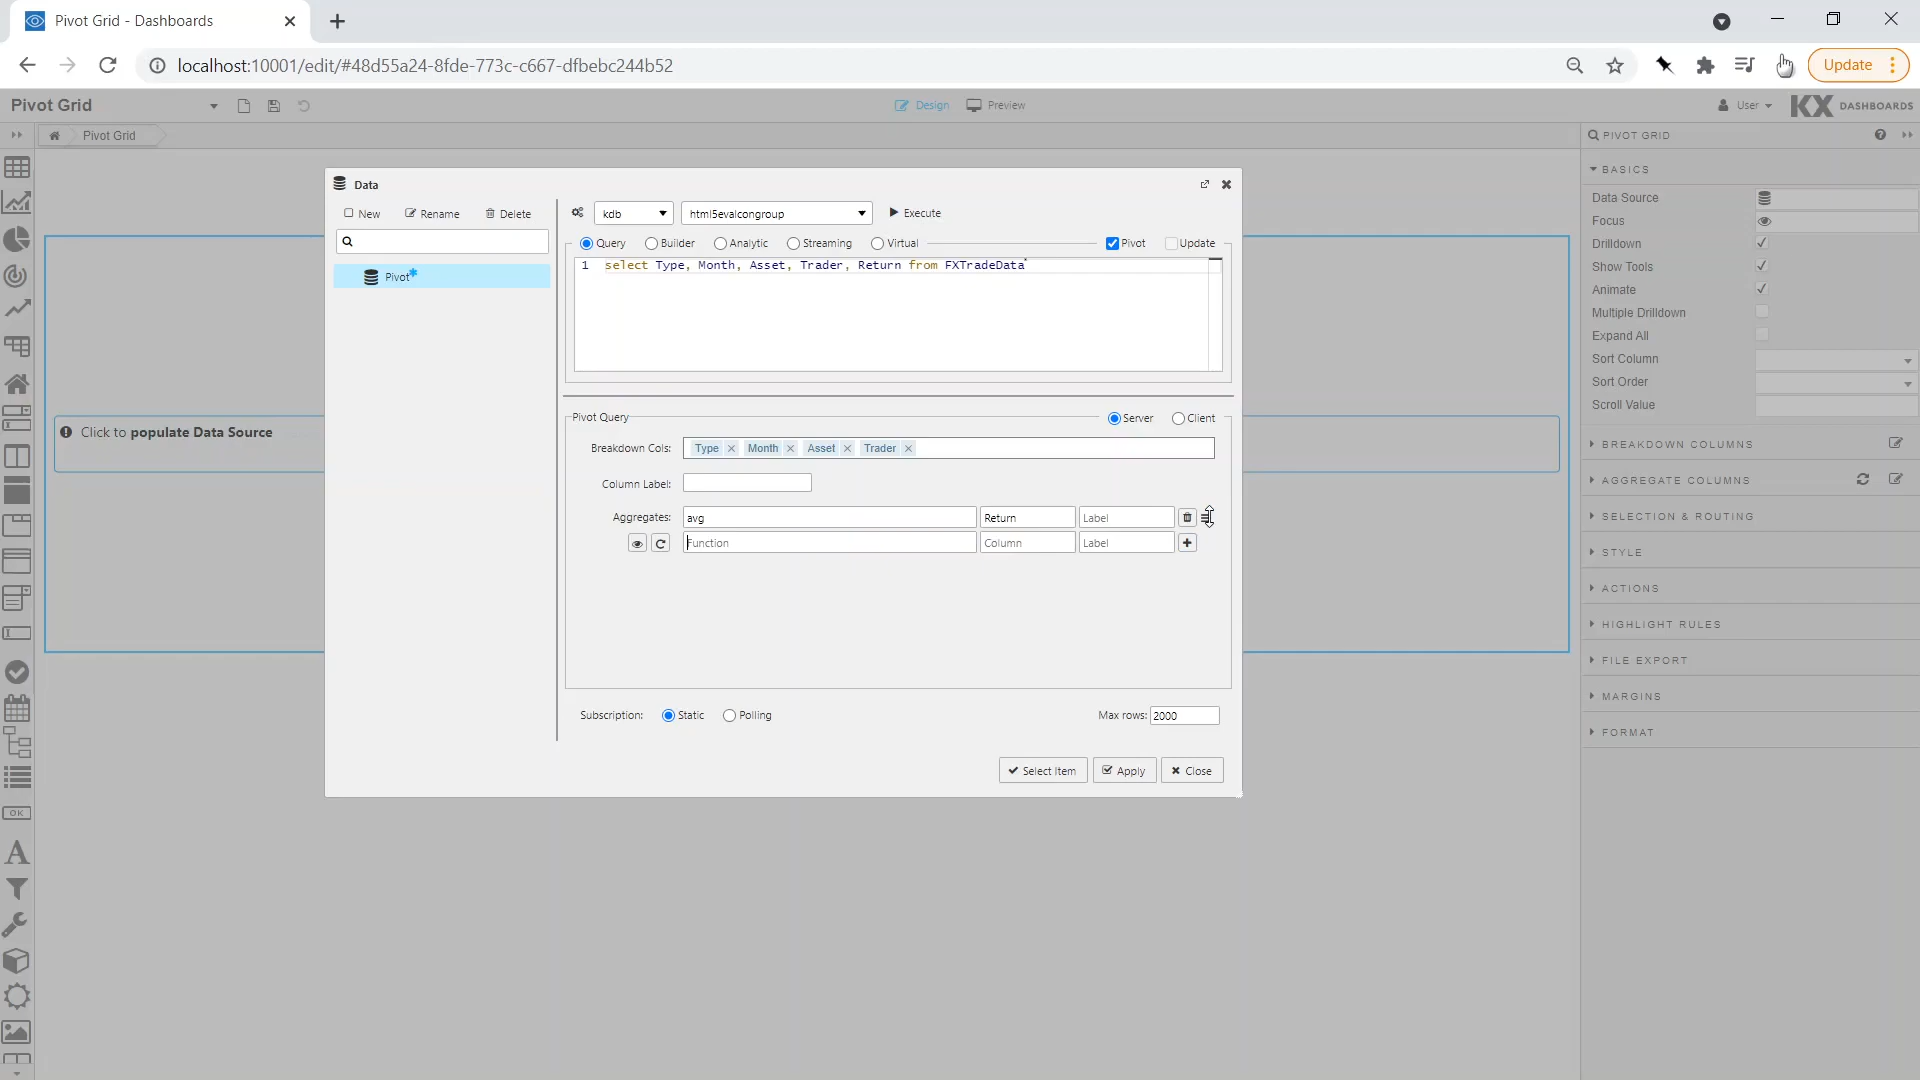 Pivot Grid - Dashboards
localhost:10001/edit/#48d55a24-8fde-773c-c667-dfbebc244b52
Update
Pivot Grid
Design
Preview
User
KX DASHBOARDS
Pivot Grid
PIVOT GRID
Data
New
Rename
Delete
kdb
html5evalcongroup
Execute
Query
Builder
Analytic
Streaming
Virtual
Pivot
Update
Pivot*
1 select Type, Month, Asset, Trader, Return from FXTradeData
Click to populate Data Source
Pivot Query
Server
Client
Breakdown Cols:
Type
Month
Asset
Trader
Column Label:
Aggregates:
avg
Return
Label
Function
Column
Label
Subscription:
Static
Polling
Max rows: 2000
Select Item
Apply
Close
BASICS
Data Source
Focus
Drilldown
Show Tools
Animate
Multiple Drilldown
Expand All
Sort Column
Sort Order
Scroll Value
BREAKDOWN COLUMNS
AGGREGATE COLUMNS
SELECTION & ROUTING
STYLE
ACTIONS
HIGHLIGHT RULES
FILE EXPORT
MARGINS
FORMAT
OK
A